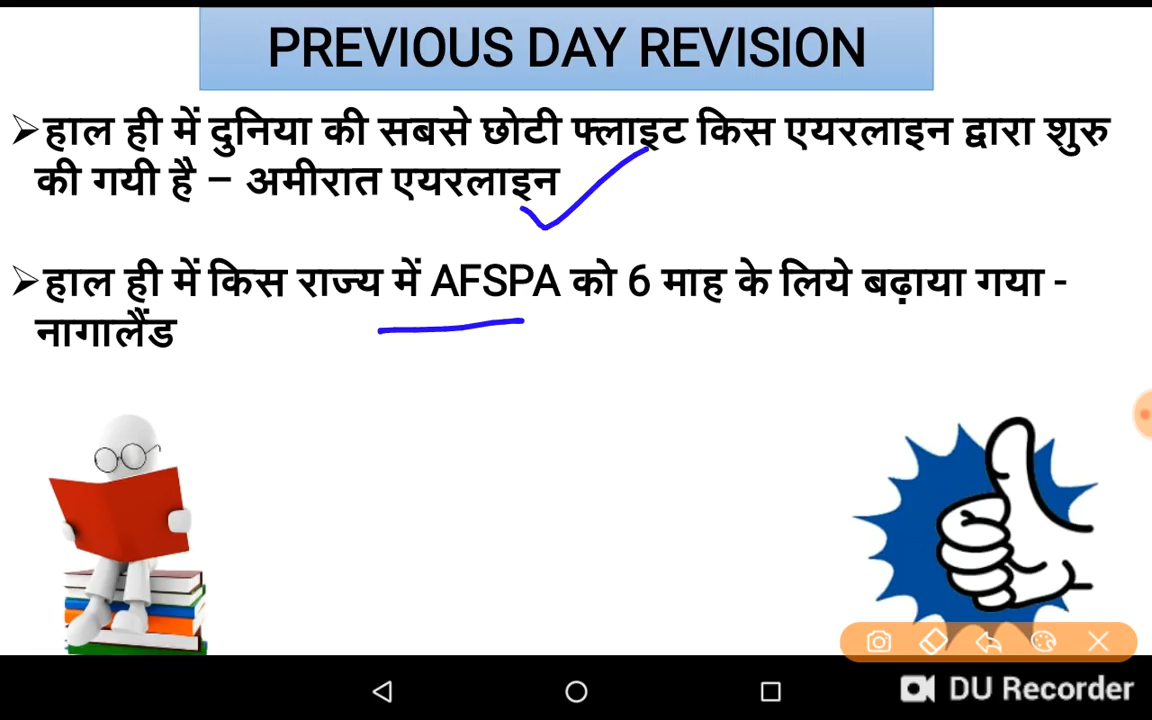 PREVIOUS DAY REVISION
➢हाल ही में दुनिया की सबसे छोटी फ्लाइट किस एयरलाइन द्वारा शुरु
की गयी है – अमीरात एयरलाइन
➢हाल ही में किस राज्य में AFSPA को 6 माह के लिये बढ़ाया गया -
नागालैंड
DU Recorder